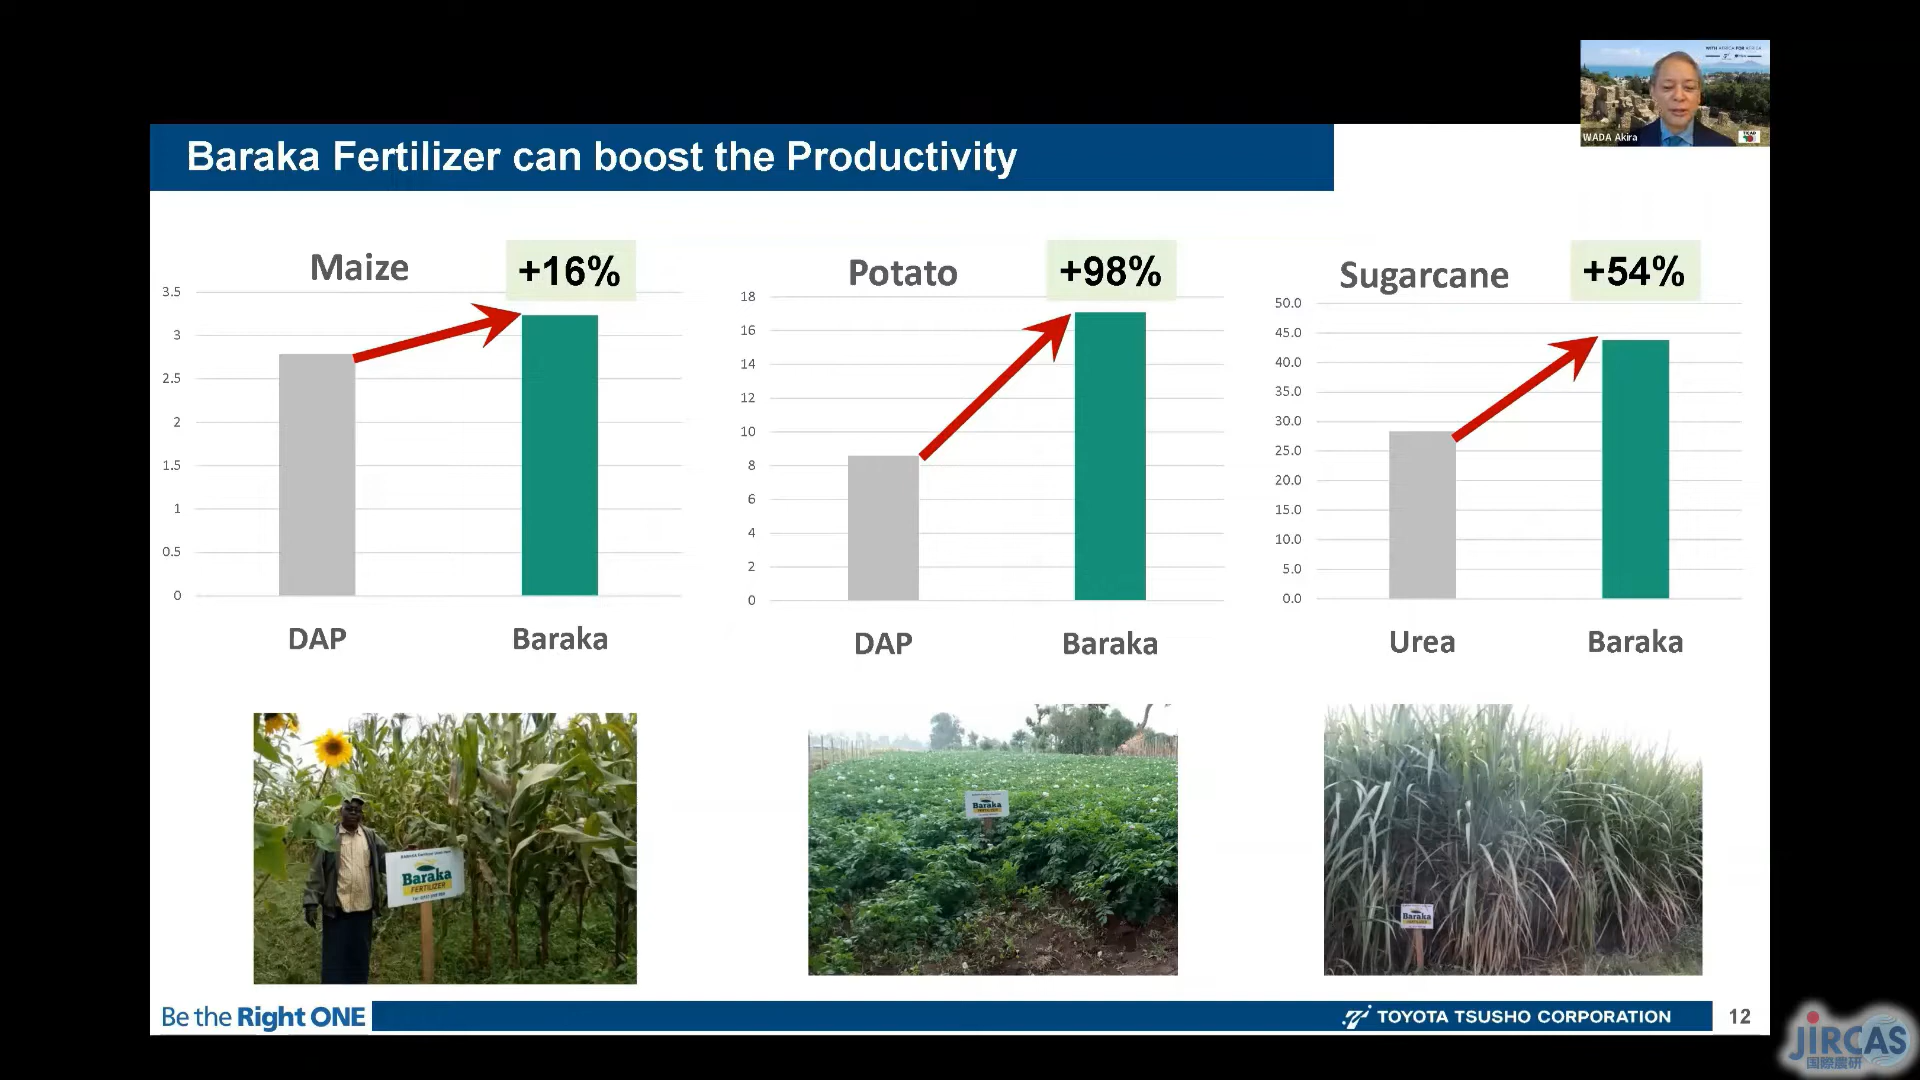 WITH AFRICA FOR AFRICA
WADA Akira
Baraka Fertilizer can boost the Productivity
Maize
+16%
3.5
3
2.5
2
1.5
1
0.5
0
DAP
Baraka
Potato
+98%
18
16
14
12
10
8
6
4
2
0
DAP
Baraka
Sugarcane
+54%
50.0
45.0
40.0
35.0
30.0
25.0
20.0
15.0
10.0
5.0
0.0
Urea
Baraka
Baraka
FERTILIZER
Baraka
Baraka
Be the Right ONE
TOYOTA TSUSHO CORPORATION
12
JIRCAS
国際農研